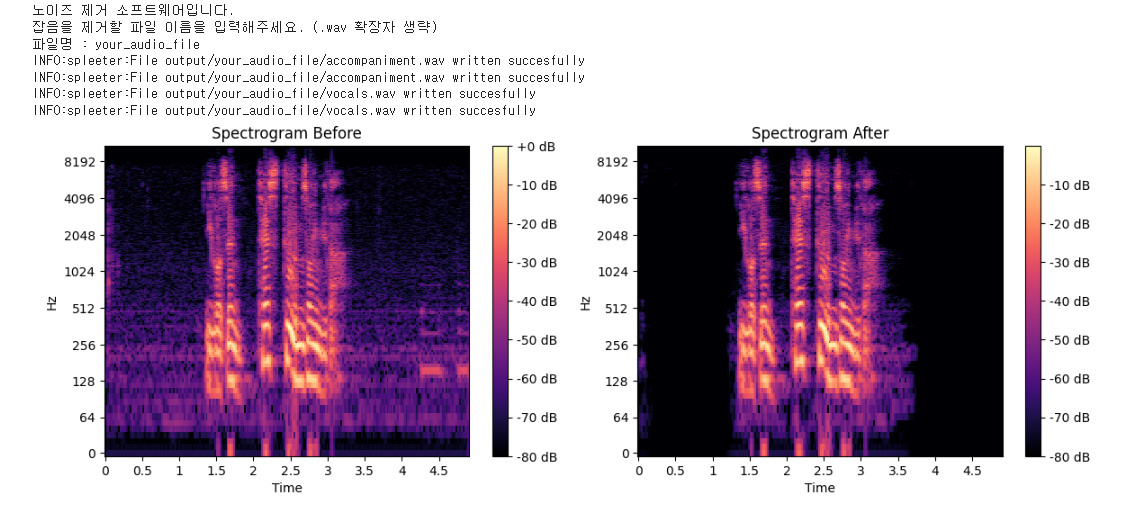 노이즈 제거 소프트웨어입니다.
잡음을 제거할 파일 이름을 입력해주세요. (.wav 확장자 생략)
파일명 : your_audio_file
INFO:spleeter:File output/your_audio_file/accompaniment.wav written succesfully
INFO:spleeter:File output/your_audio_file/accompaniment.wav written succesfully
INFO:spleeter:File output/your_audio_file/vocals.wav written succesfully
INFO:spleeter:File output/your_audio_file/vocals.wav written succesfully
Spectrogram Before
8192
4096
2048
1024
512
256
128
64
0
Hz
0 0.5 1 1.5 2 2.5 3 3.5 4 4.5
Time
+0 dB
-10 dB
-20 dB
-30 dB
-40 dB
-50 dB
-60 dB
-70 dB
-80 dB
Spectrogram After
8192
4096
2048
1024
512
256
128
64
0
Hz
0 0.5 1 1.5 2 2.5 3 3.5 4 4.5
Time
-10 dB
-20 dB
-30 dB
-40 dB
-50 dB
-60 dB
-70 dB
-80 dB